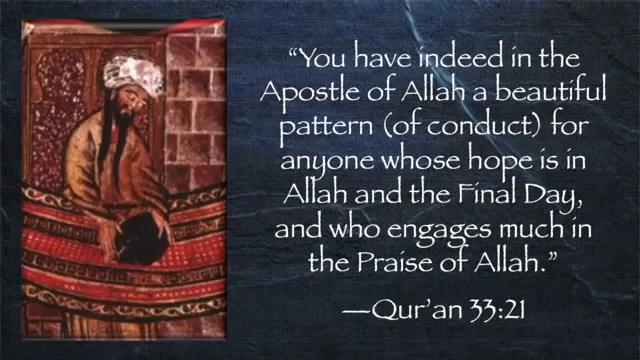 “You have indeed in the
Apostle of Allah a beautiful
pattern (of conduct) for
anyone whose hope is in
Allah and the Final Day,
and who engages much in
the Praise of Allah.”
—Qur’an 33:21